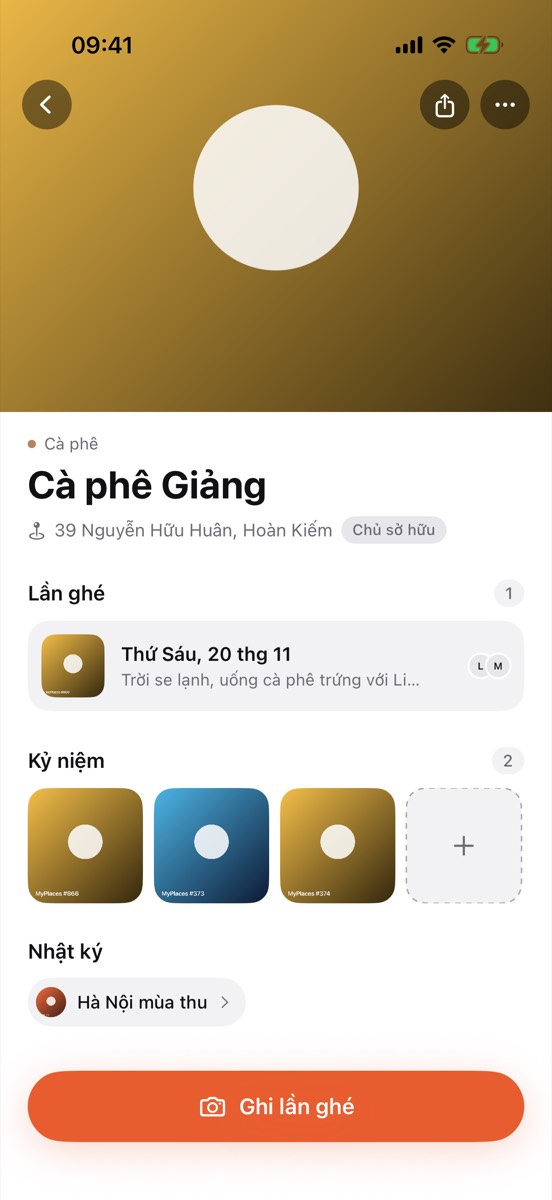 09:41
Cà phê
Cà phê Giảng
39 Nguyễn Hữu Huân, Hoàn Kiếm
Chủ sở hữu
Lần ghé
1
Thứ Sáu, 20 thg 11
Trời se lạnh, uống cà phê trứng với Li...
L M
Kỷ niệm
2
MyPlaces #866
MyPlaces #373
MyPlaces #374
Nhật ký
Hà Nội mùa thu
Ghi lần ghé